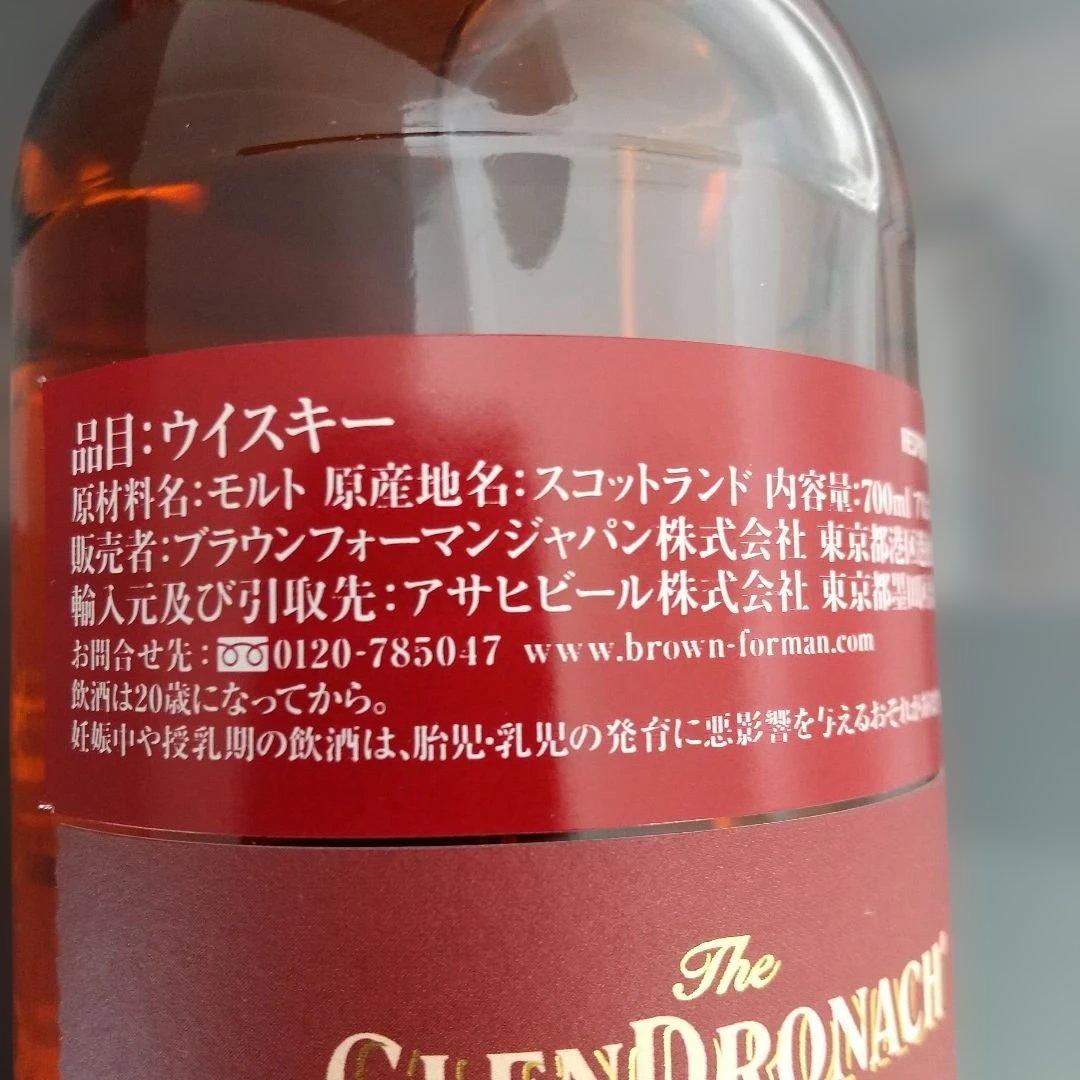 品目：ウイスキー
原材料名：モルト 原産地名：スコットランド 内容量：700ml
販売者：ブラウンフォーマンジャパン株式会社 東京都港区
輸入元及び引取先：アサヒビール株式会社 東京都墨田区
お問合せ先：0120-785047 www.brown-forman.com
飲酒は20歳になってから。
妊娠中や授乳期の飲酒は、胎児・乳児の発育に悪影響を与えるおそれが
The
GLENDRONACH